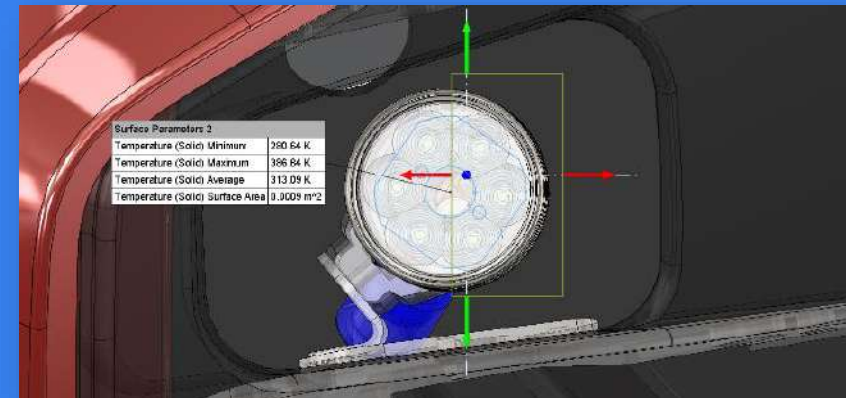 Surface Parameters 2
Temperature (Solid) Minimum 280.64 K
Temperature (Solid) Maximum 386.64 K
Temperature (Solid) Average 313.09 K
Temperature (Solid) Surface Area 0.0009 m^2